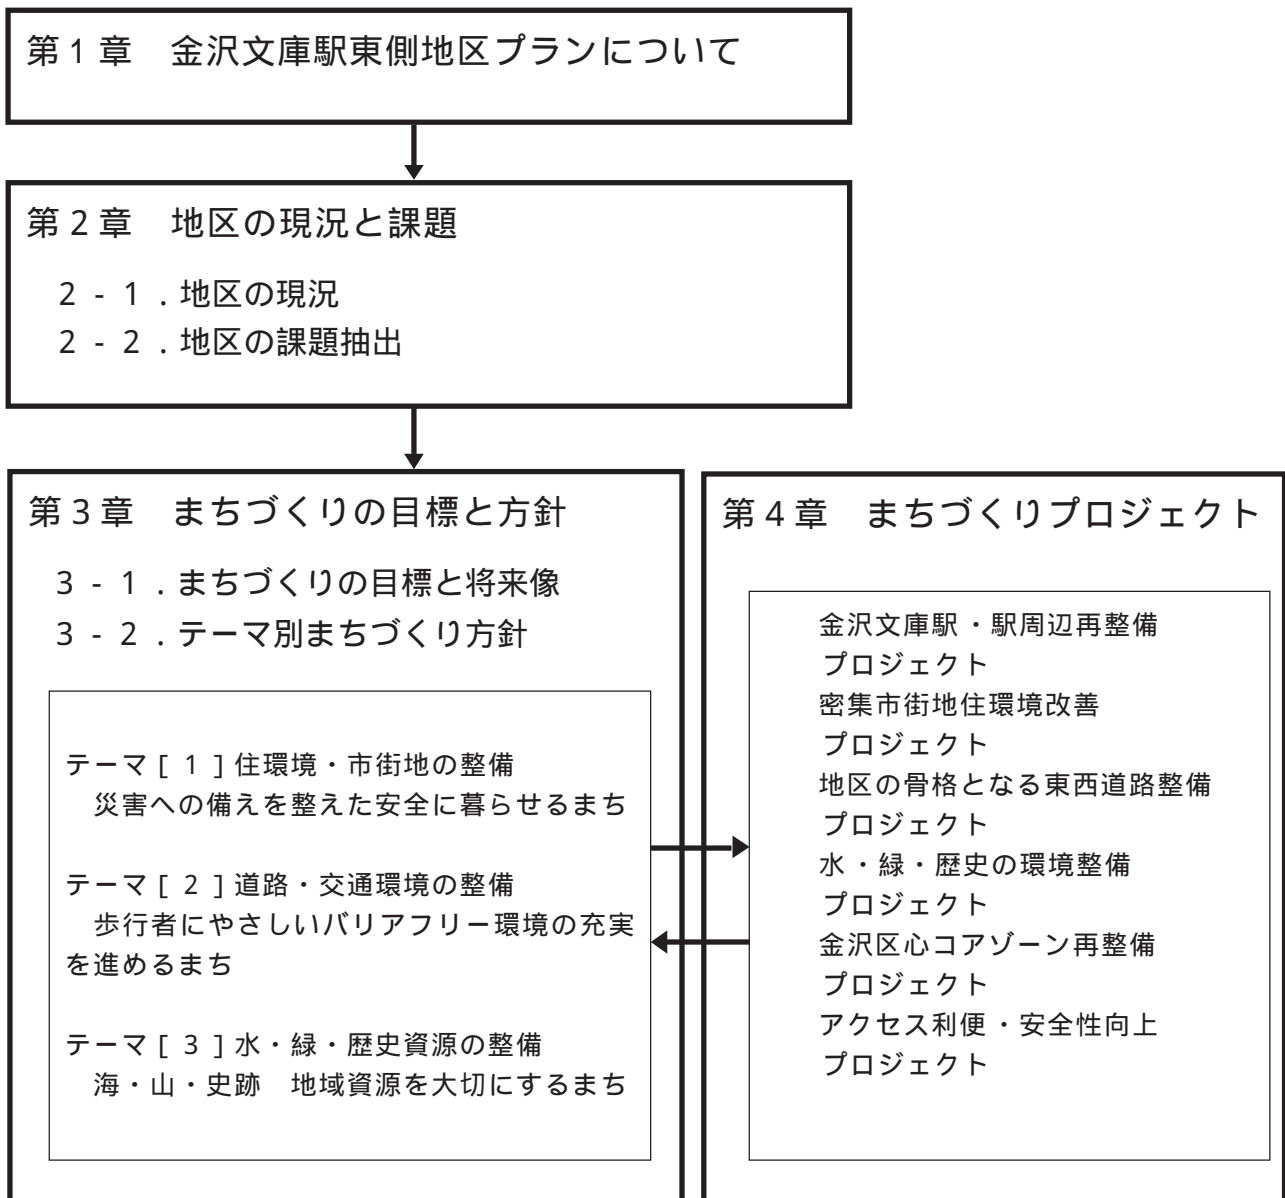 第1章　金沢文庫駅東側地区プランについて
第2章　地区の現況と課題
2-1．地区の現況
2-2．地区の課題抽出
第3章　まちづくりの目標と方針
3-1．まちづくりの目標と将来像
3-2．テーマ別まちづくり方針
テーマ[1]住環境・市街地の整備
災害への備えを整えた安全に暮らせるまち
テーマ[2]道路・交通環境の整備
歩行者にやさしいバリアフリー環境の充実
を進めるまち
テーマ[3]水・緑・歴史資源の整備
海・山・史跡　地域資源を大切にするまち
第4章　まちづくりプロジェクト
金沢文庫駅・駅周辺再整備
プロジェクト
密集市街地住環境改善
プロジェクト
地区の骨格となる東西道路整備
プロジェクト
水・緑・歴史の環境整備
プロジェクト
金沢区心コアゾーン再整備
プロジェクト
アクセス利便・安全性向上
プロジェクト